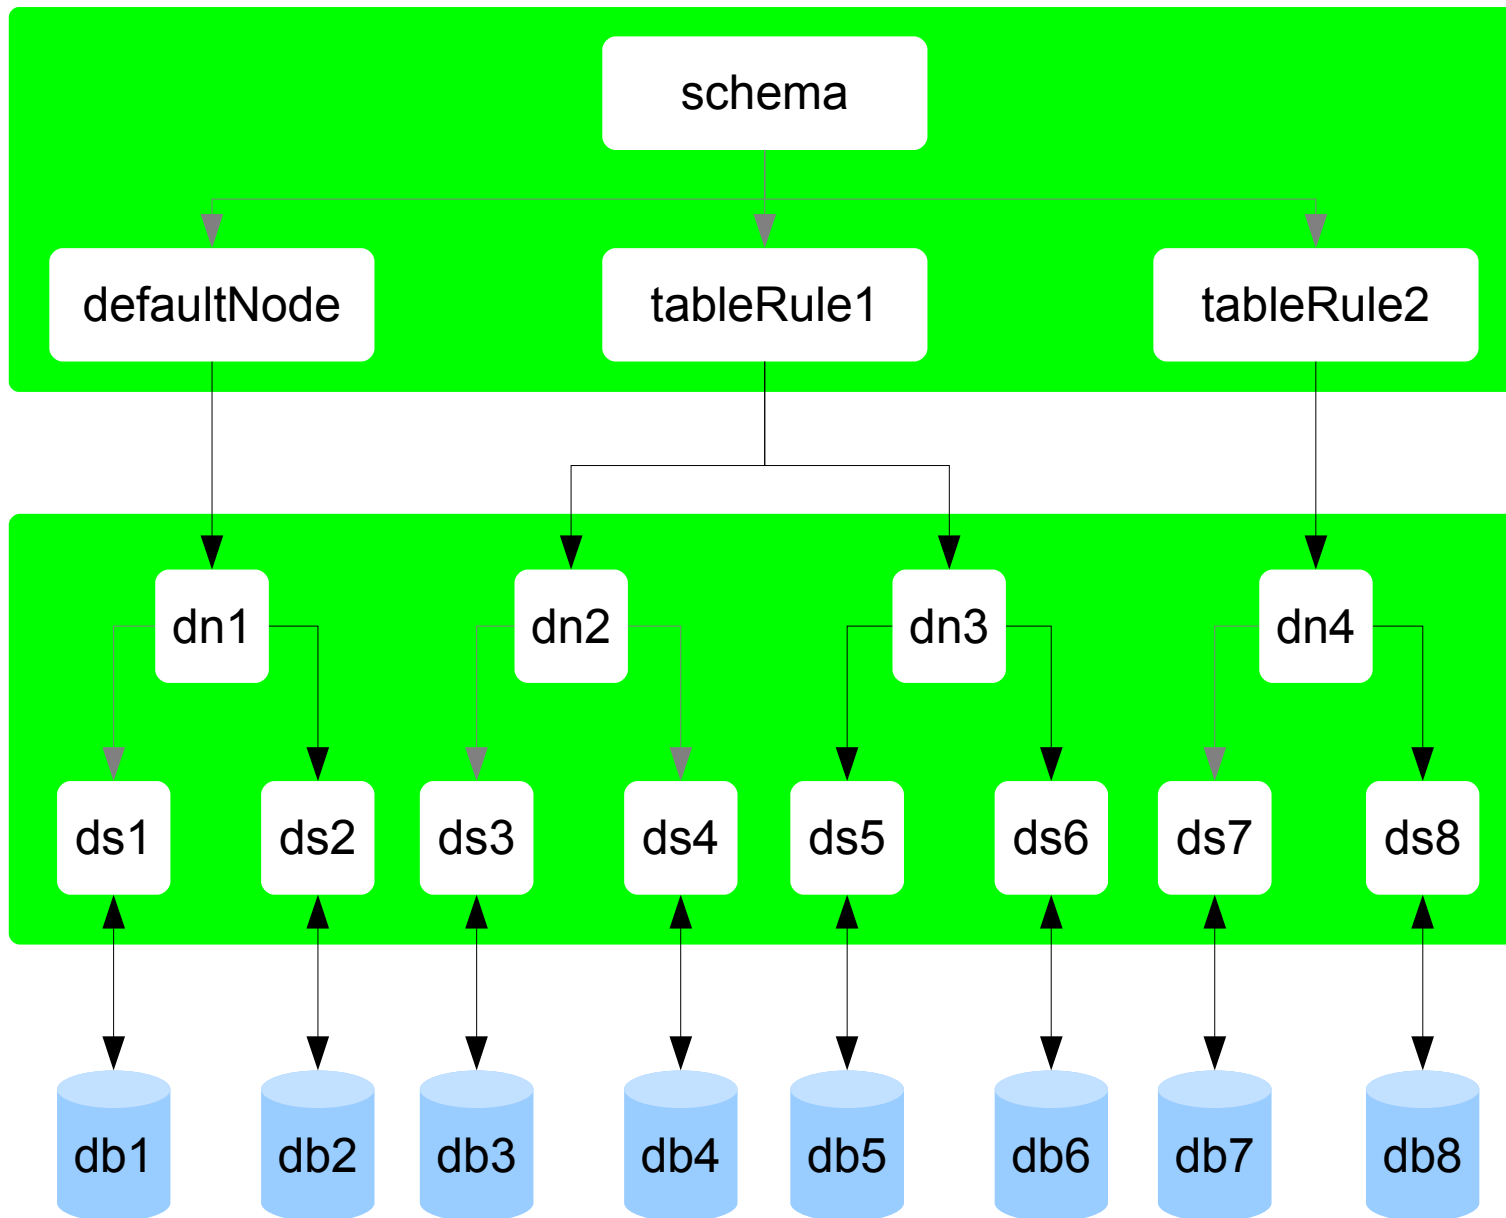 schema
defaultNode
tableRule1
tableRule2
dn1
dn2
dn3
dn4
ds1
ds2
ds3
ds4
ds5
ds6
ds7
ds8
db1
db2
db3
db4
db5
db6
db7
db8